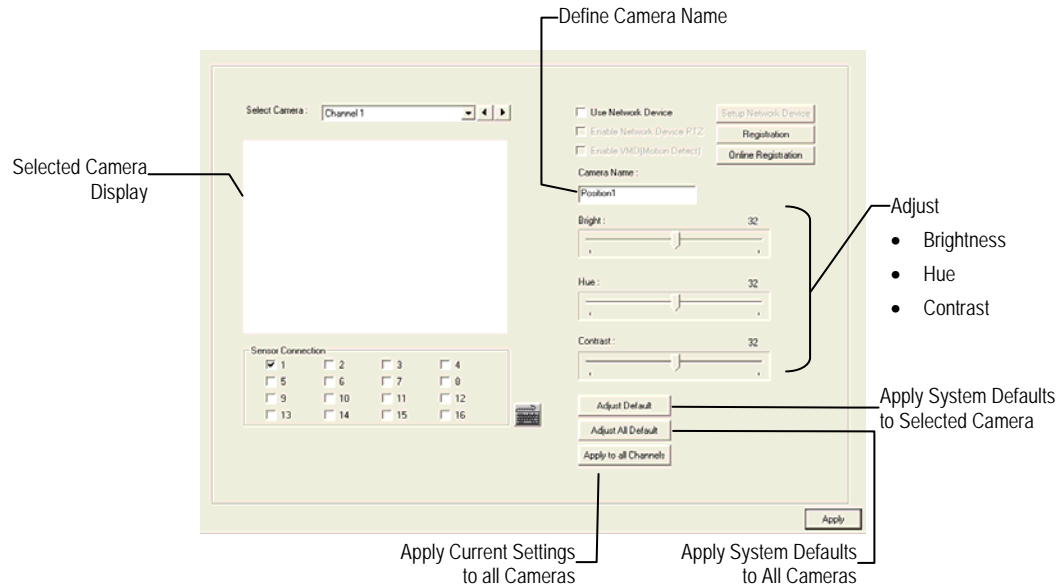 Define Camera Name
Select Camera :
Channel 1
Use Network Device
Setup Network Device
Enable Network Device PTZ
Registration
Enable VMD(Motion Detect)
Online Registration
Selected Camera
Display
Camera Name :
Position1
Adjust
• Brightness
• Hue
• Contrast
Bright :
32
Hue :
32
Contrast :
32
Sensor Connection
1 2 3 4
5 6 7 8
9 10 11 12
13 14 15 16
Adjust Default
Apply System Defaults
to Selected Camera
Adjust All Default
Apply to all Channels
Apply
Apply Current Settings
to all Cameras
Apply System Defaults
to All Cameras